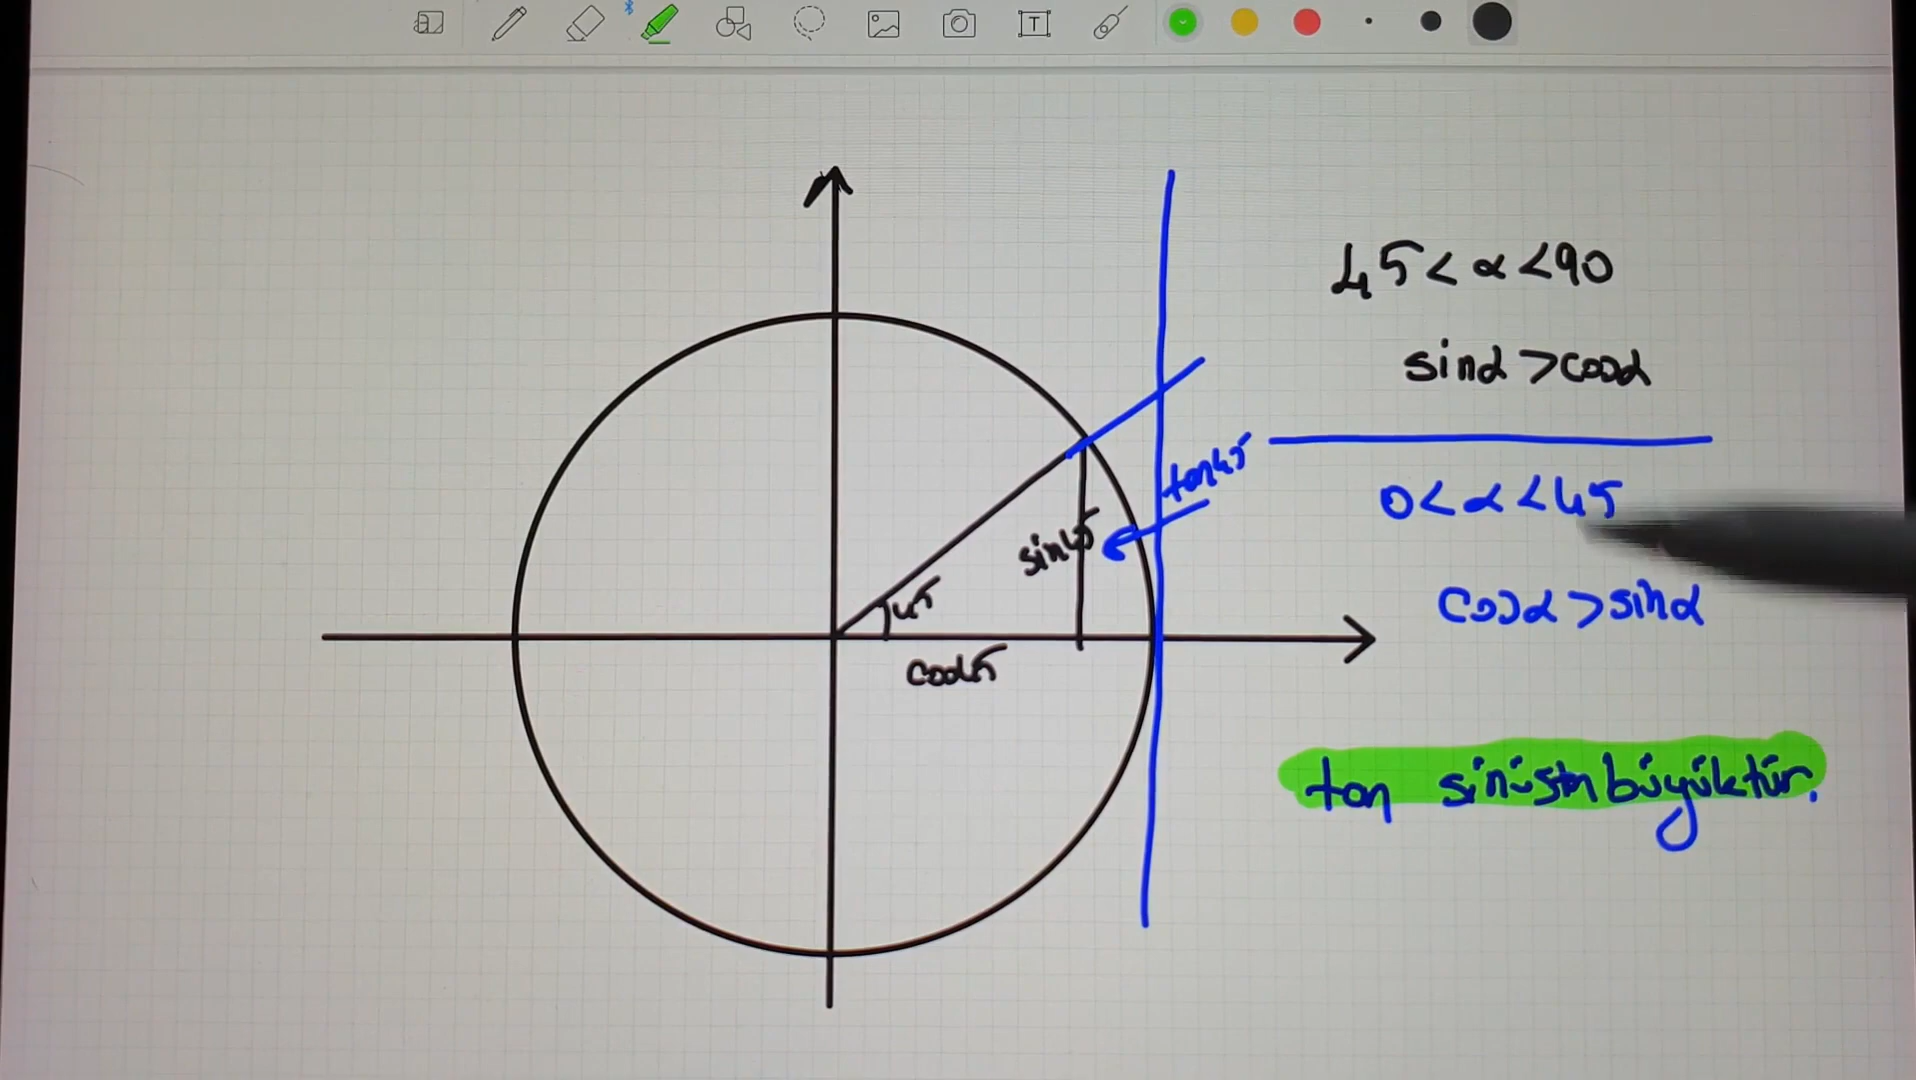 T
45<α<90
sinα>cosα
tan45
0<α<45
sin45
45
cosα>sinα
cos45
tan sinüsten büyüktür.